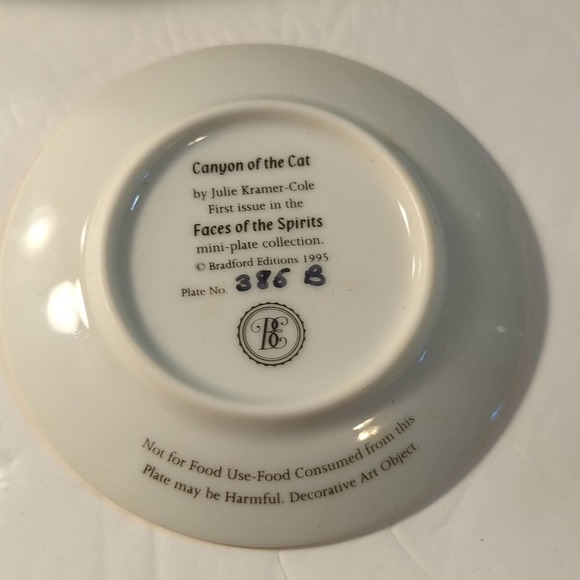 Canyon of the Cat
by Julie Kramer-Cole
First issue in the
Faces of the Spirits
mini-plate collection.
© Bradford Editions 1995
Plate No. 386 B
BE
Not for Food Use-Food Consumed from this
Plate may be Harmful. Decorative Art Object.